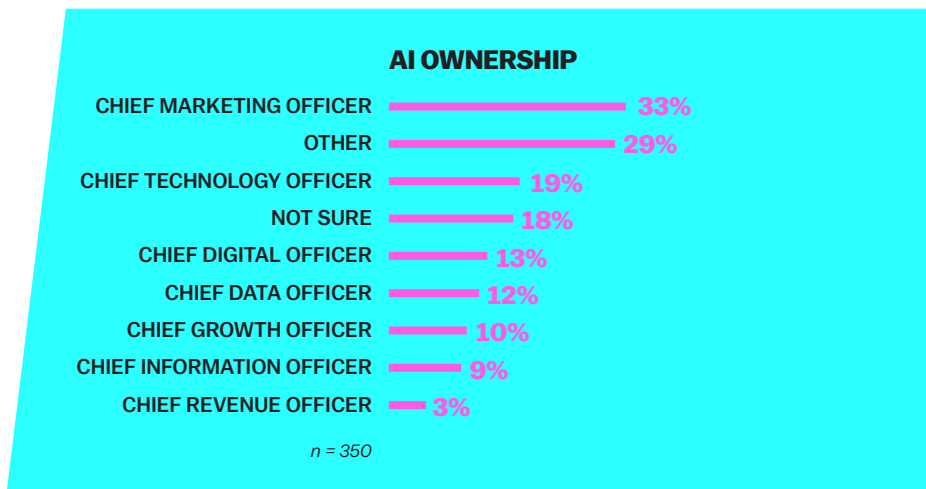 AI OWNERSHIP
CHIEF MARKETING OFFICER 33%
OTHER 29%
CHIEF TECHNOLOGY OFFICER 19%
NOT SURE 18%
CHIEF DIGITAL OFFICER 13%
CHIEF DATA OFFICER 12%
CHIEF GROWTH OFFICER 10%
CHIEF INFORMATION OFFICER 9%
CHIEF REVENUE OFFICER 3%
n = 350